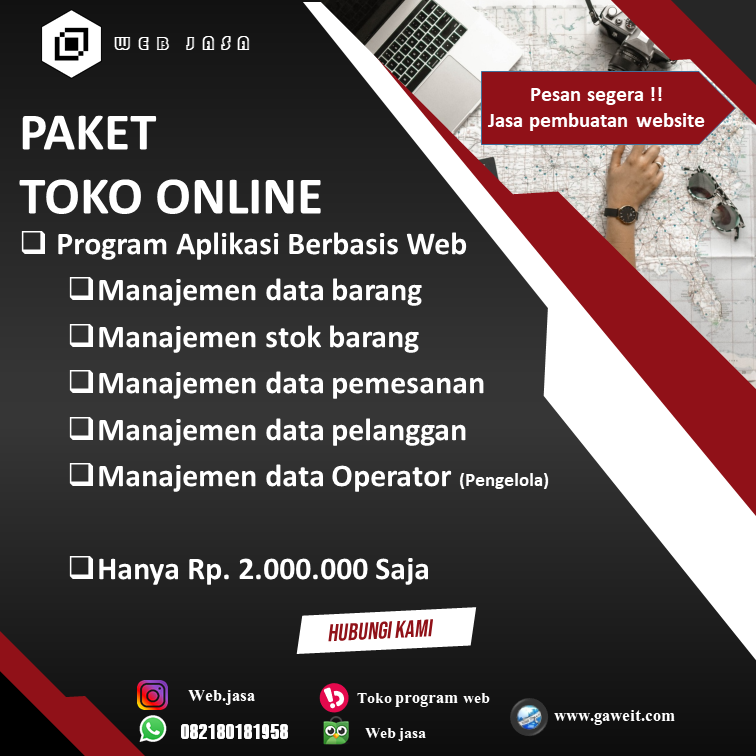 WEB JASA
Pesan segera !!
Jasa pembuatan website
PAKET
TOKO ONLINE
❑ Program Aplikasi Berbasis Web
❑Manajemen data barang
❑Manajemen stok barang
❑Manajemen data pemesanan
❑Manajemen data pelanggan
❑Manajemen data Operator (Pengelola)
❑Hanya Rp. 2.000.000 Saja
HUBUNGI KAMI
Web.jasa
Toko program web
082180181958
Web jasa
www.gaweit.com